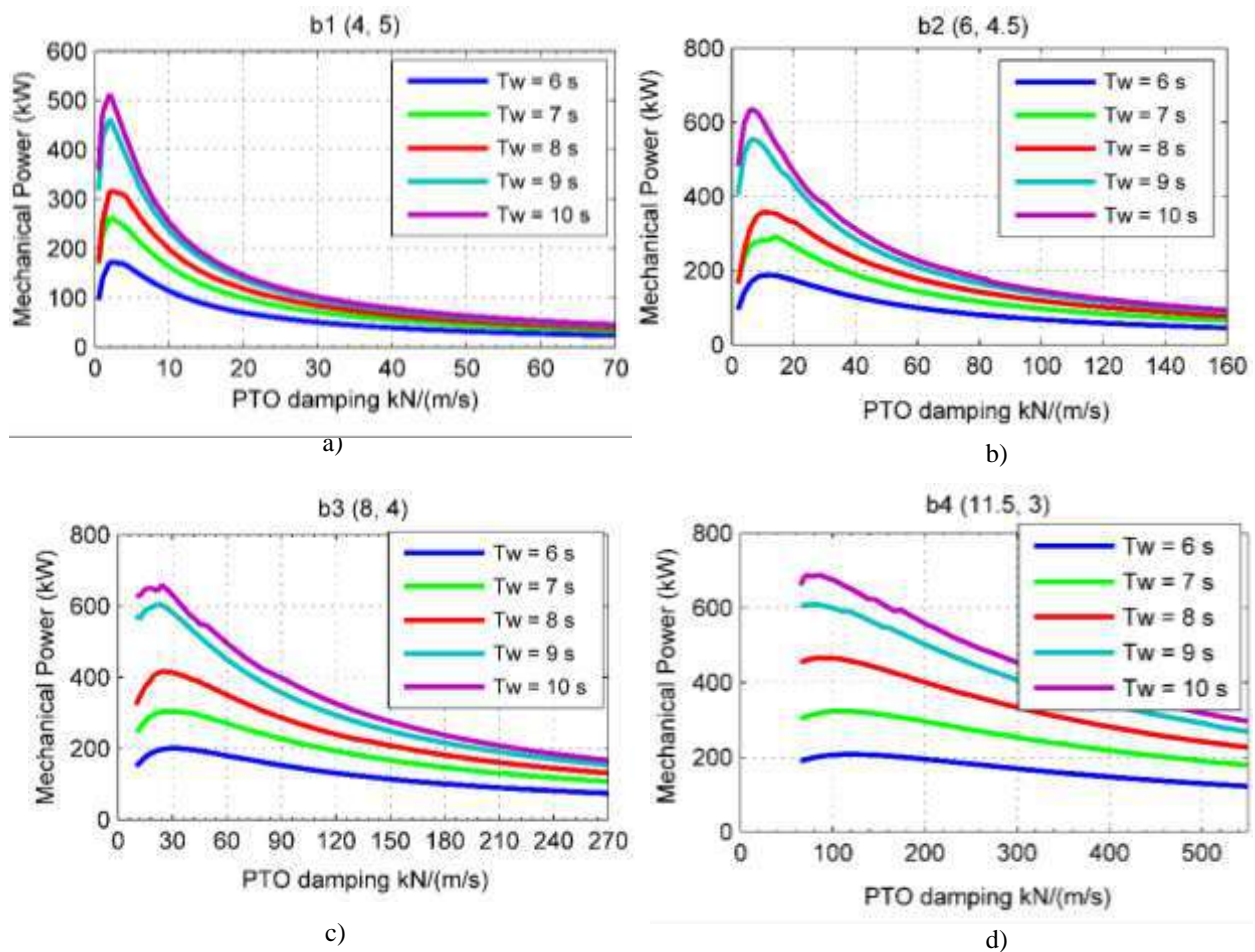 b1 (4, 5)
Mechanical Power (kW)
600
500
400
300
200
100
0
Tw = 6 s
Tw = 7 s
Tw = 8 s
Tw = 9 s
Tw = 10 s
0 10 20 30 40 50 60 70
PTO damping kN/(m/s)
a)
b2 (6, 4.5)
Mechanical Power (kW)
800
600
400
200
0
Tw = 6 s
Tw = 7 s
Tw = 8 s
Tw = 9 s
Tw = 10 s
0 20 40 60 80 100 120 140 160
PTO damping kN/(m/s)
b)
b3 (8, 4)
Mechanical Power (kW)
800
600
400
200
0
Tw = 6 s
Tw = 7 s
Tw = 8 s
Tw = 9 s
Tw = 10 s
0 30 60 90 120 150 180 210 240 270
PTO damping kN/(m/s)
c)
b4 (11.5, 3)
Mechanical Power (kW)
800
600
400
200
0
Tw = 6 s
Tw = 7 s
Tw = 8 s
Tw = 9 s
Tw = 10 s
0 100 200 300 400 500
PTO damping kN/(m/s)
d)